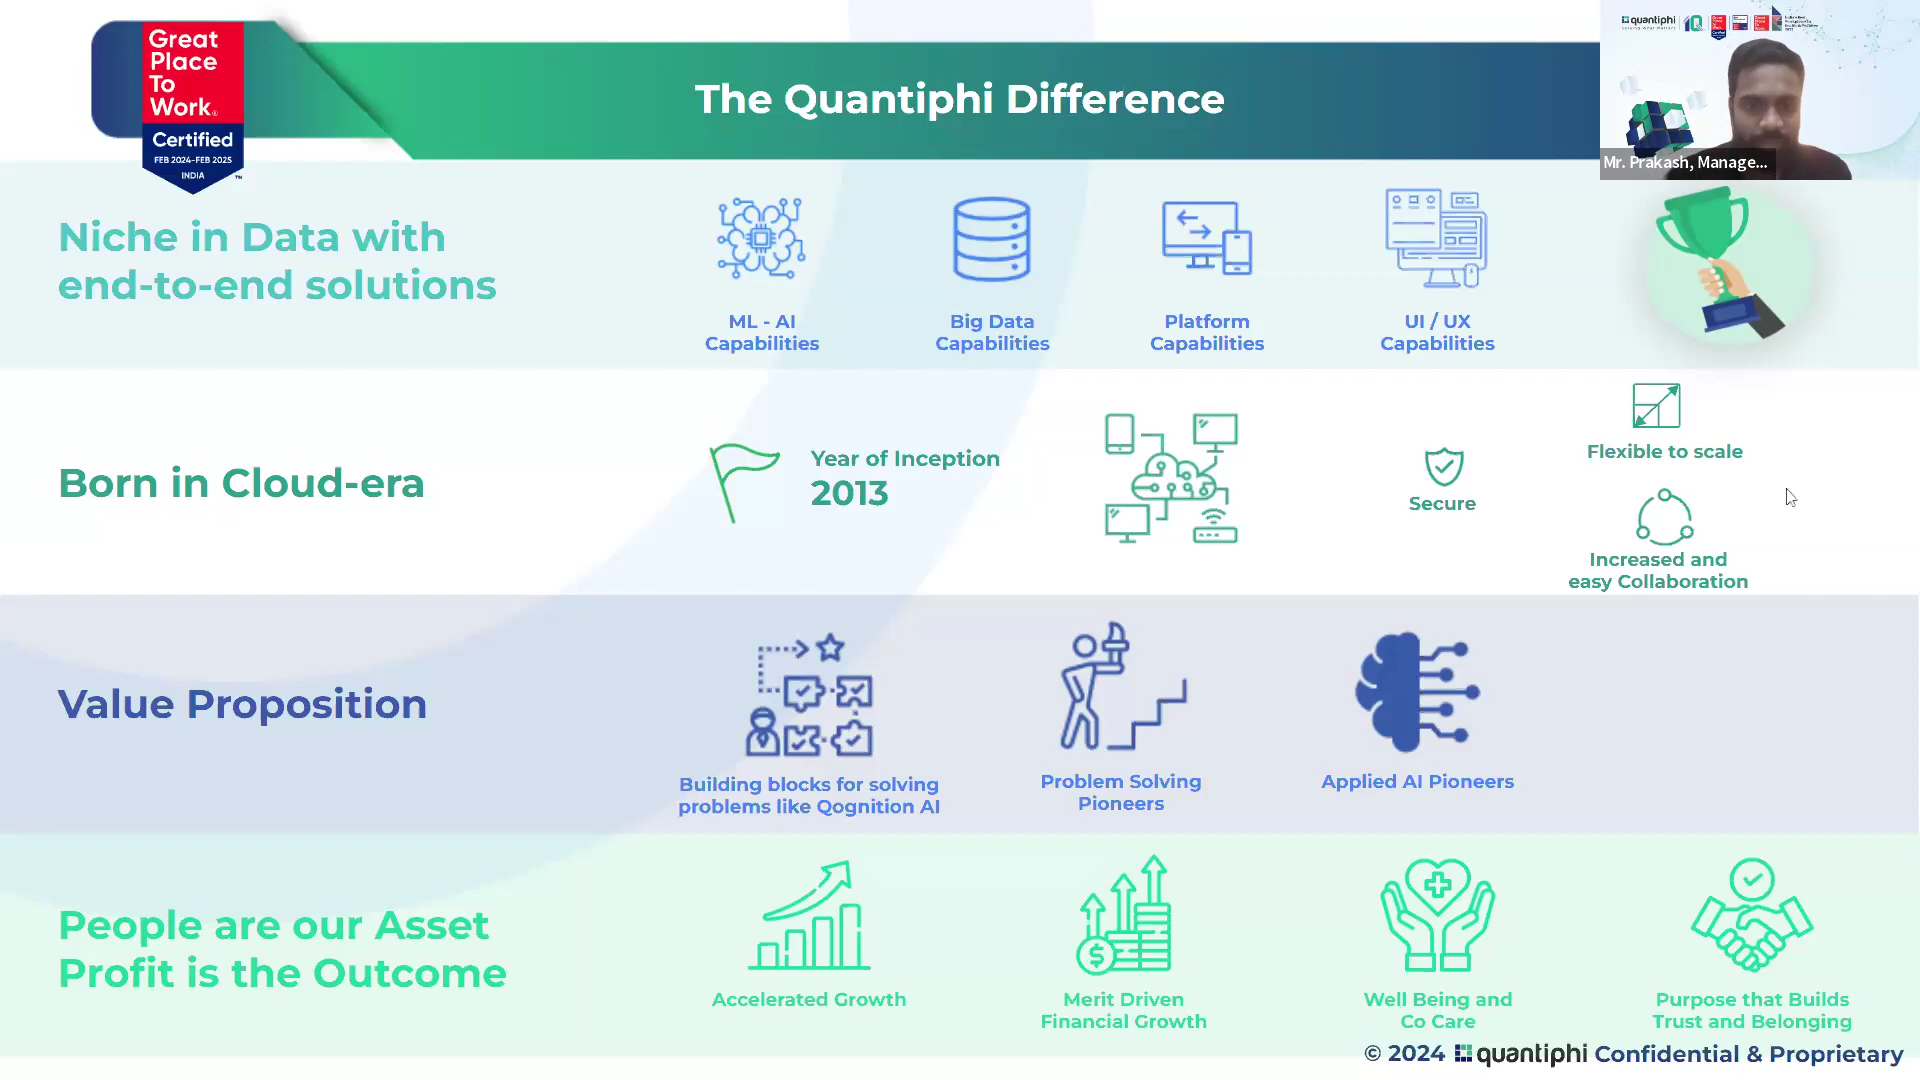 Great
Place
To
Work®
Certified
FEB 2024-FEB 2025
INDIA
™
The Quantiphi Difference
quantiphi
Mr. Prakash, Manage...
Niche in Data with
end-to-end solutions
ML - AI
Capabilities
Big Data
Capabilities
Platform
Capabilities
UI / UX
Capabilities
Born in Cloud-era
Year of Inception
2013
Secure
Flexible to scale
Increased and
easy Collaboration
Value Proposition
Building blocks for solving
problems like Qognition AI
Problem Solving
Pioneers
Applied AI Pioneers
People are our Asset
Profit is the Outcome
Accelerated Growth
Merit Driven
Financial Growth
Well Being and
Co Care
Purpose that Builds
Trust and Belonging
© 2024 quantiphi Confidential & Proprietary